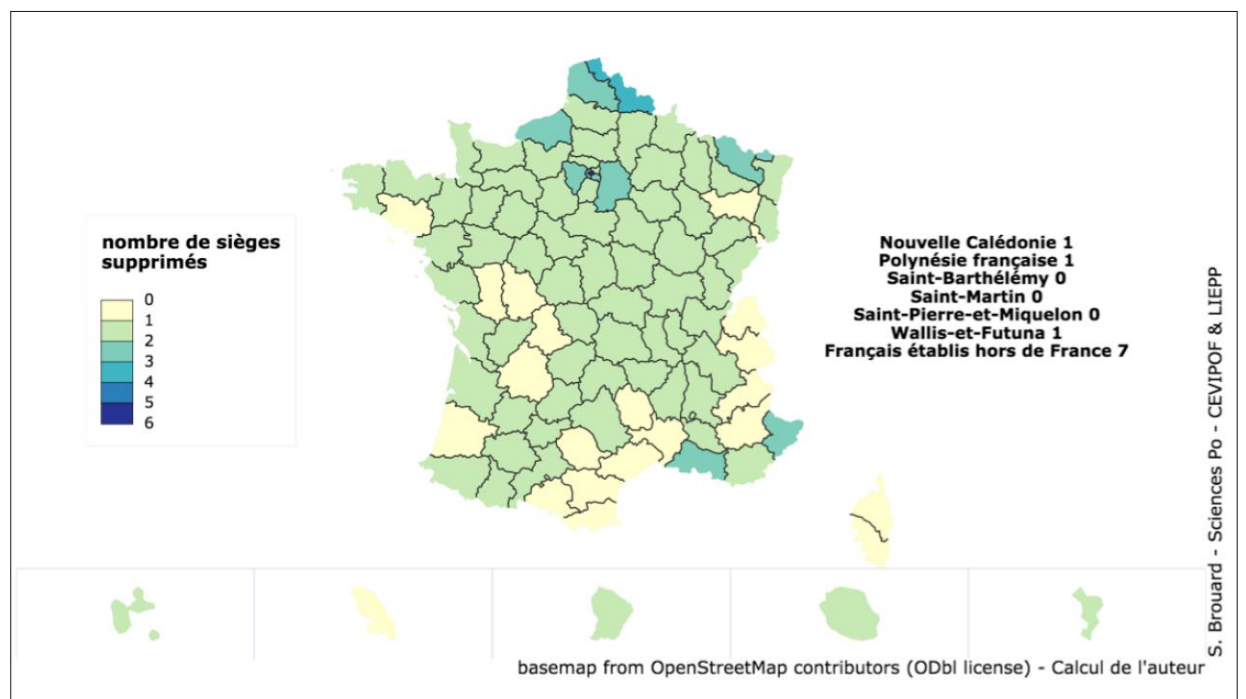 nombre de sièges
supprimés
0
1
2
3
4
5
6
Nouvelle Calédonie 1
Polynésie française 1
Saint-Barthélémy 0
Saint-Martin 0
Saint-Pierre-et-Miquelon 0
Wallis-et-Futuna 1
Français établis hors de France 7
S. Brouard - Sciences Po - CEVIPOF & LIEPP
basemap from OpenStreetMap contributors (ODbl license) - Calcul de l'auteur